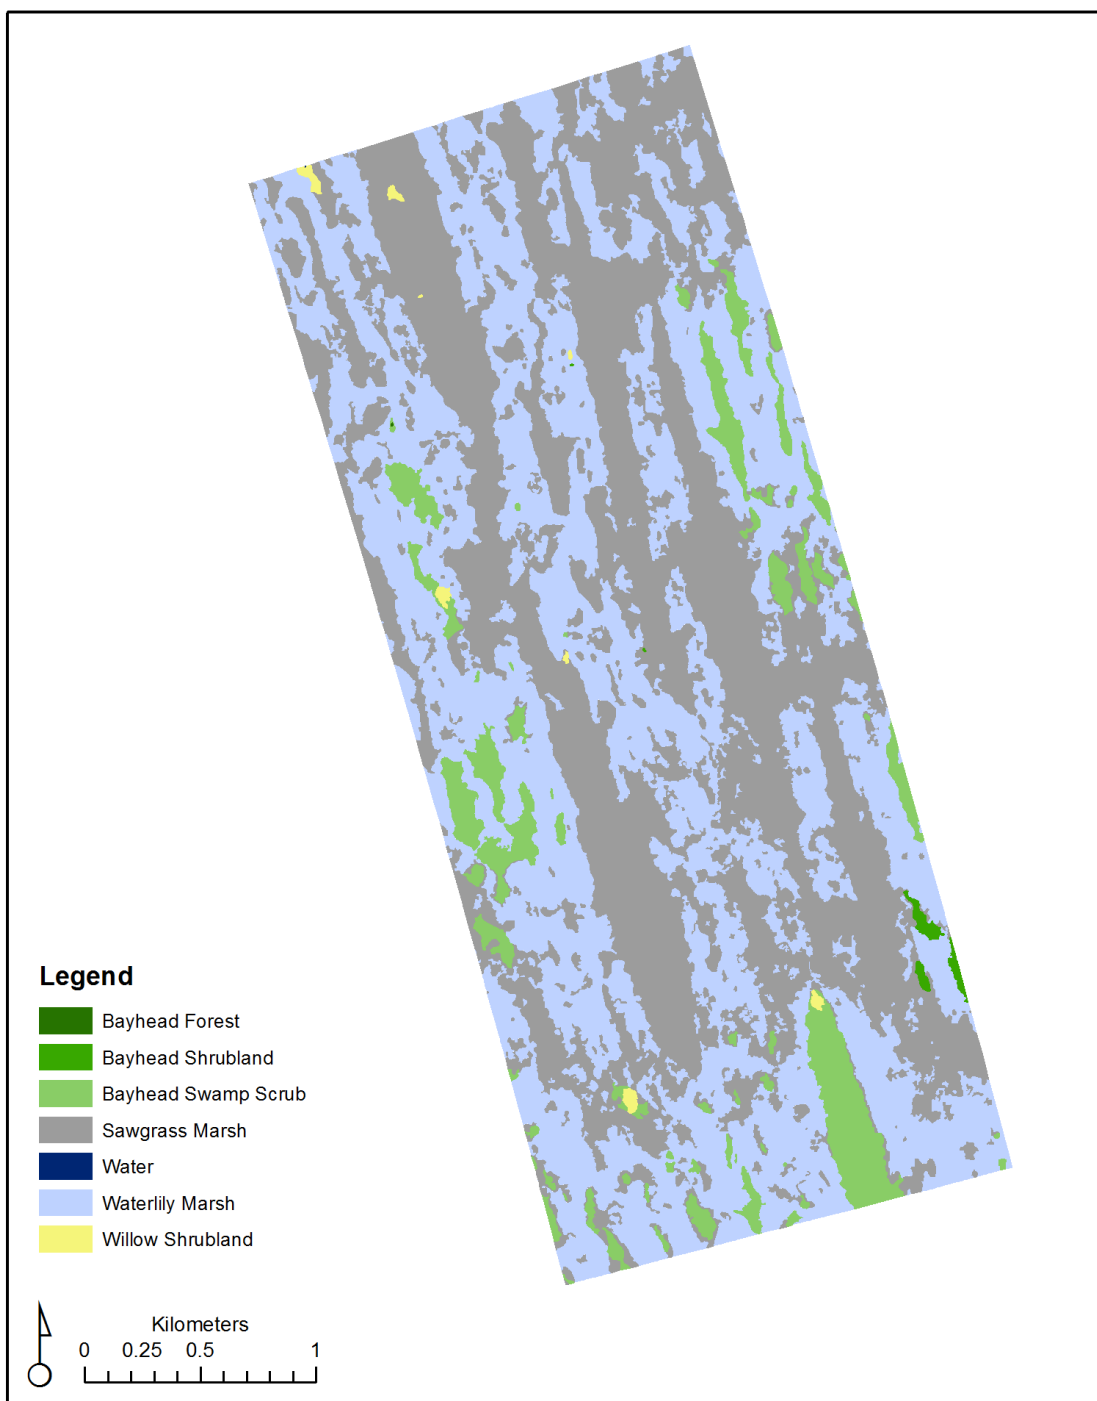 Legend
Bayhead Forest
Bayhead Shrubland
Bayhead Swamp Scrub
Sawgrass Marsh
Water
Waterlily Marsh
Willow Shrubland
Kilometers
0 0.25 0.5 1